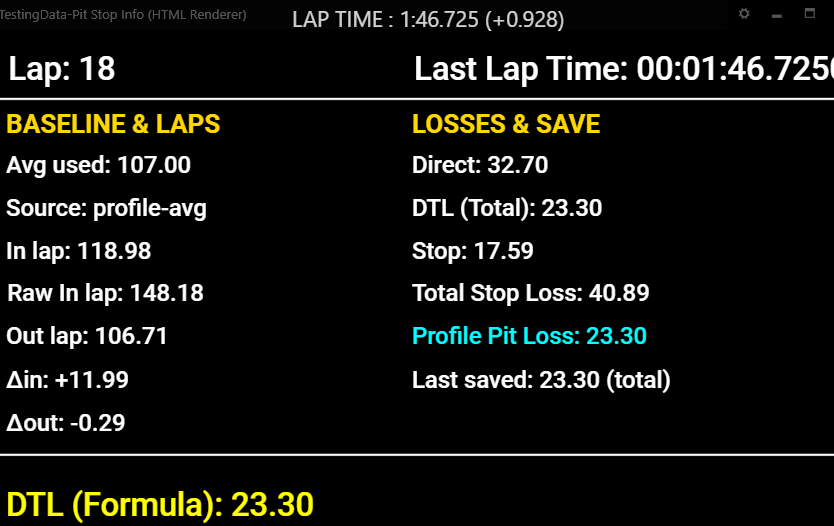 TestingData-Pit Stop Info (HTML Renderer)
LAP TIME : 1:46.725 (+0.928)
Lap: 18
Last Lap Time: 00:01:46.7250
BASELINE & LAPS
Avg used: 107.00
Source: profile-avg
In lap: 118.98
Raw In lap: 148.18
Out lap: 106.71
Δin: +11.99
Δout: -0.29
LOSSES & SAVE
Direct: 32.70
DTL (Total): 23.30
Stop: 17.59
Total Stop Loss: 40.89
Profile Pit Loss: 23.30
Last saved: 23.30 (total)
DTL (Formula): 23.30